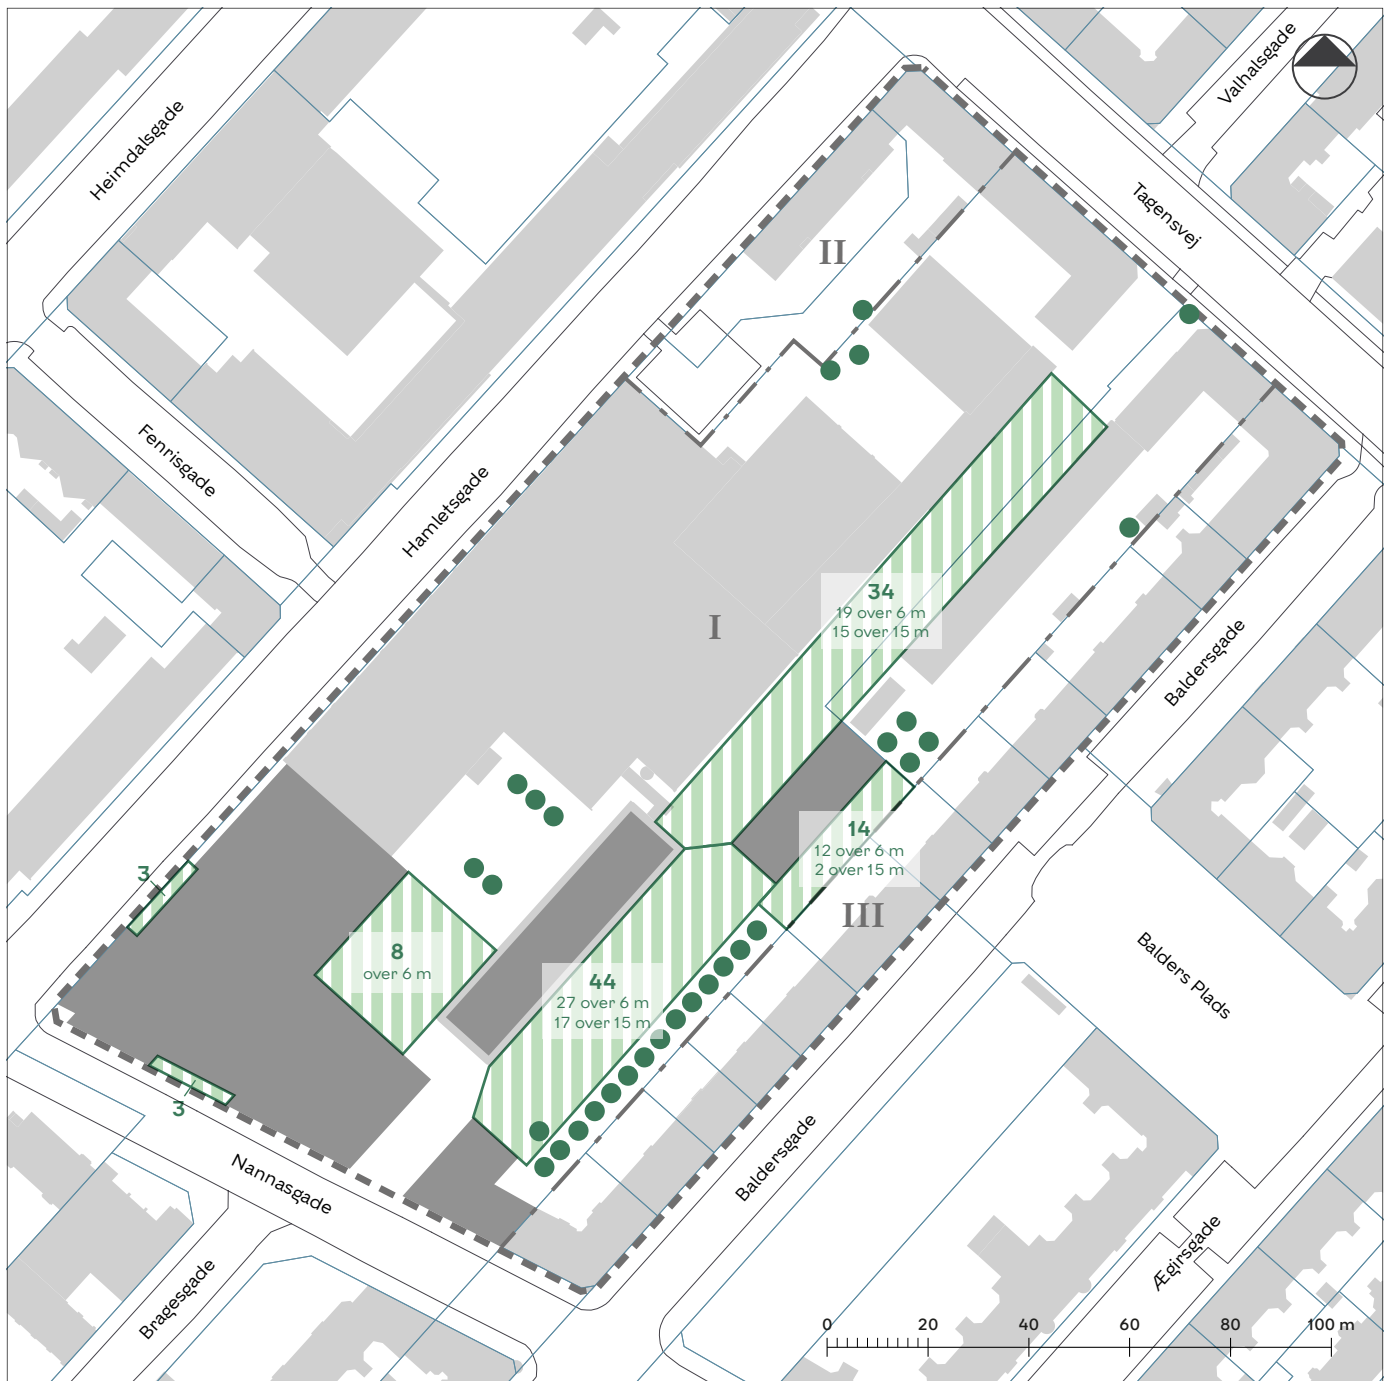 Valhalsgade
Heimdalsgade
Tagensvej
II
Fenrisgade
Hamletsgade
34
19 over 6 m
15 over 15 m
I
Baldersgade
14
12 over 6 m
2 over 15 m
3
III
8
over 6 m
Balders Plads
44
27 over 6 m
17 over 15 m
3
Nannasgade
Baldersgade
Ægirsgade
Bragesgade
0 20 40 60 80 100 m